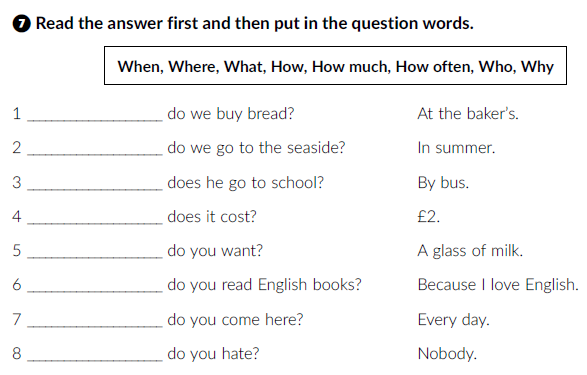 7 Read the answer first and then put in the question words.
When, Where, What, How, How much, How often, Who, Why
1 ________________ do we buy bread? At the baker's.
2 ________________ do we go to the seaside? In summer.
3 ________________ does he go to school? By bus.
4 ________________ does it cost? £2.
5 ________________ do you want? A glass of milk.
6 ________________ do you read English books? Because I love English.
7 ________________ do you come here? Every day.
8 ________________ do you hate? Nobody.